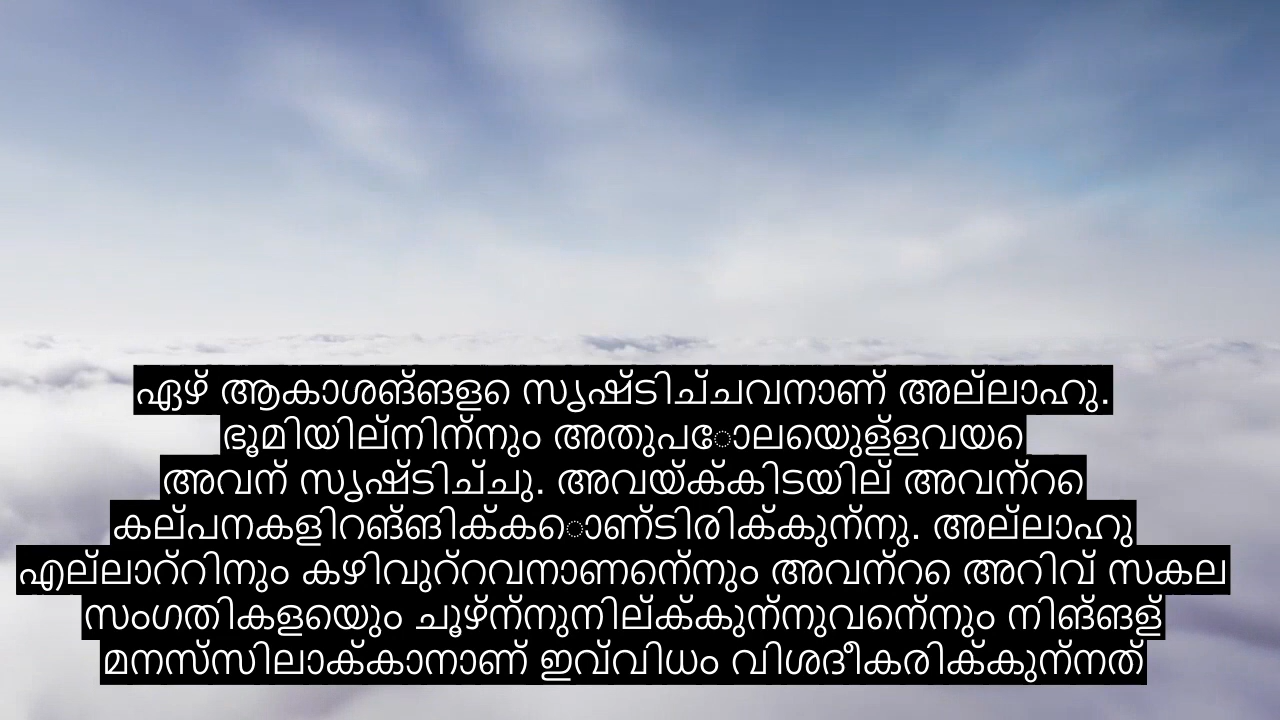 ഏഴ് ആകാശങ്ങളെ സൃഷ്ടിച്ചവനാണ് അല്ലാഹു.
ഭൂമിയില്നിന്നും അതുപോലെയുള്ളവയെ
അവന് സൃഷ്ടിച്ചു. അവയ്ക്കിടയില് അവന്റെ
കല്പനകളിറങ്ങിക്കൊണ്ടിരിക്കുന്നു. അല്ലാഹു
എല്ലാറ്റിനും കഴിവുറ്റവനാണെന്നും അവന്റെ അറിവ് സകല
സംഗതികളെയും ചൂഴ്ന്നുനില്ക്കുന്നുവെന്നും നിങ്ങള്
മനസ്സിലാക്കാനാണ് ഇവ്വിധം വിശദീകരിക്കുന്നത്